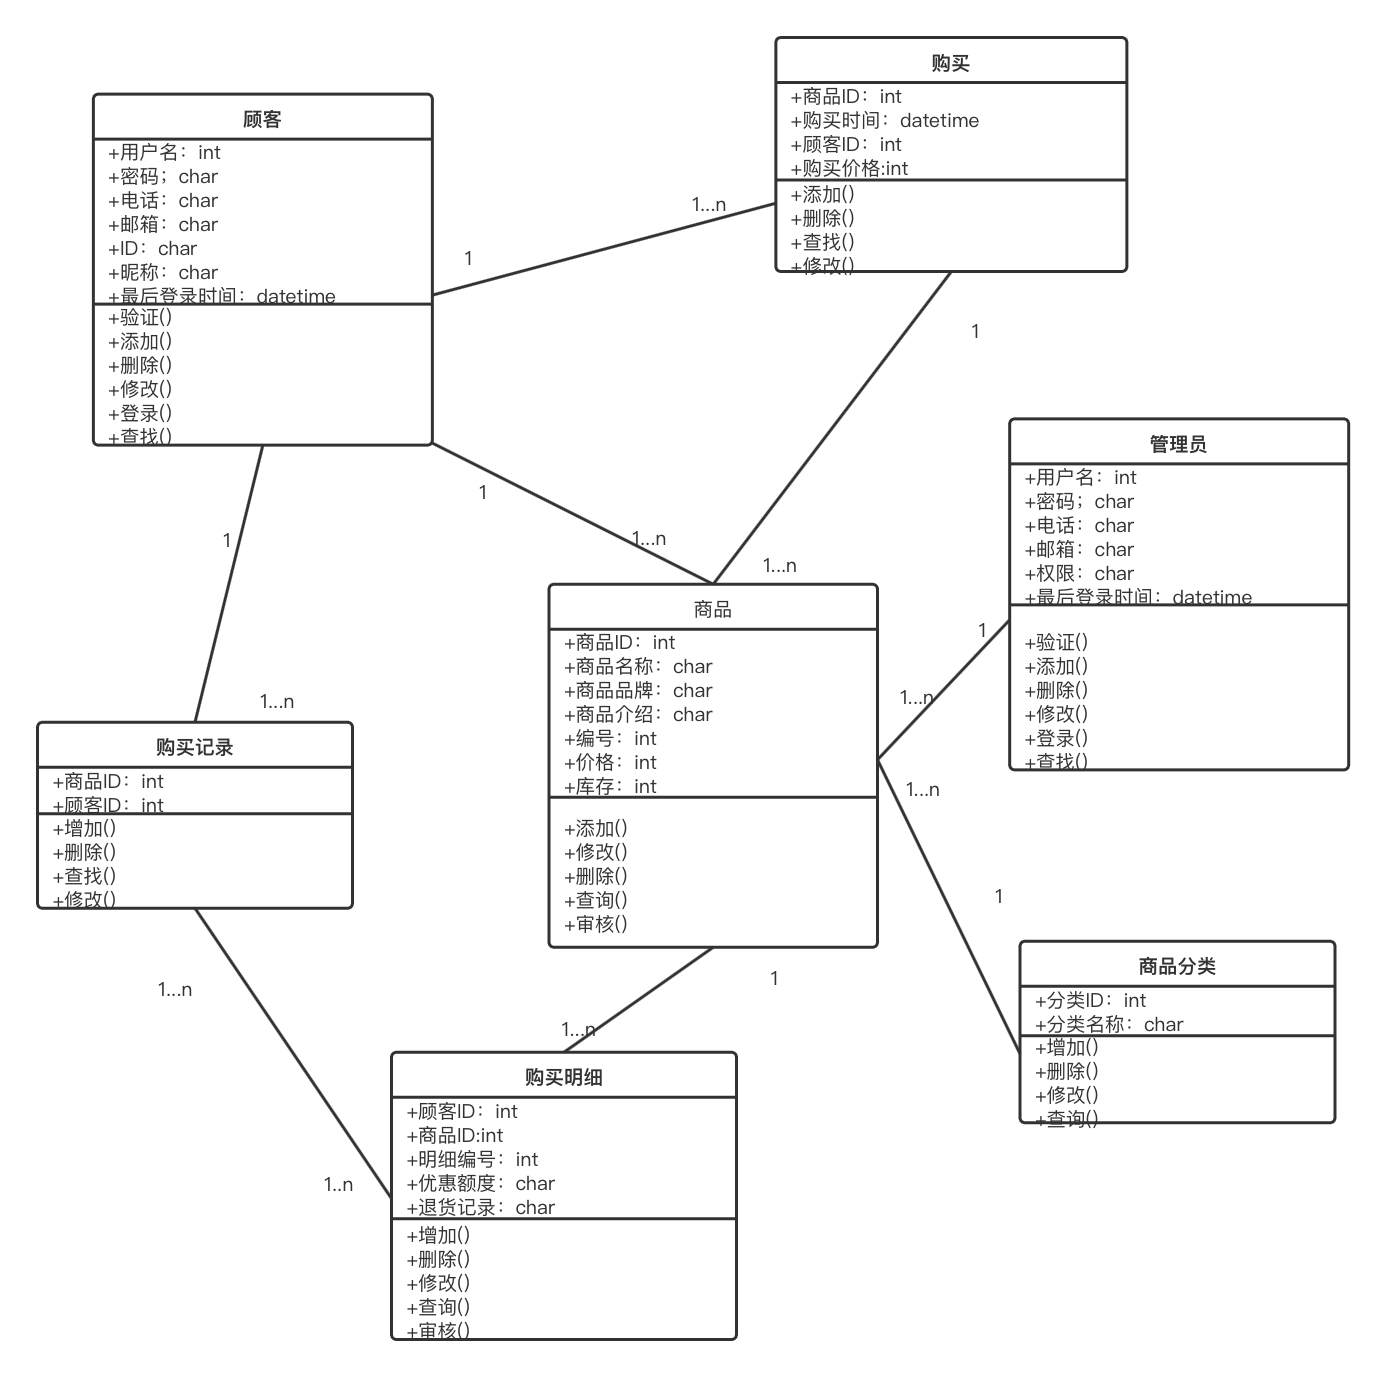 购买
+商品ID：int
+购买时间：datetime
+顾客ID：int
+购买价格:int
+添加()
+删除()
+查找()
+修改()
顾客
+用户名：int
+密码；char
+电话：char
+邮箱：char
+ID：char
+昵称：char
+最后登录时间：datetime
+验证()
+添加()
+删除()
+修改()
+登录()
+查找()
1...n
1
1
1
1...n
1...n
1
1...n
管理员
+用户名：int
+密码；char
+电话：char
+邮箱：char
+权限：char
+最后登录时间：datetime
+验证()
+添加()
+删除()
+修改()
+登录()
+查找()
商品
+商品ID：int
+商品名称：char
+商品品牌：char
+商品介绍：char
+编号：int
+价格：int
+库存：int
+添加()
+修改()
+删除()
+查询()
+审核()
1
1...n
1...n
1
购买记录
+商品ID：int
+顾客ID：int
+增加()
+删除()
+查找()
+修改()
商品分类
+分类ID：int
+分类名称：char
+增加()
+删除()
+修改()
+查询()
1...n
1
1...n
1..n
购买明细
+顾客ID：int
+商品ID:int
+明细编号：int
+优惠额度：char
+退货记录：char
+增加()
+删除()
+修改()
+查询()
+审核()